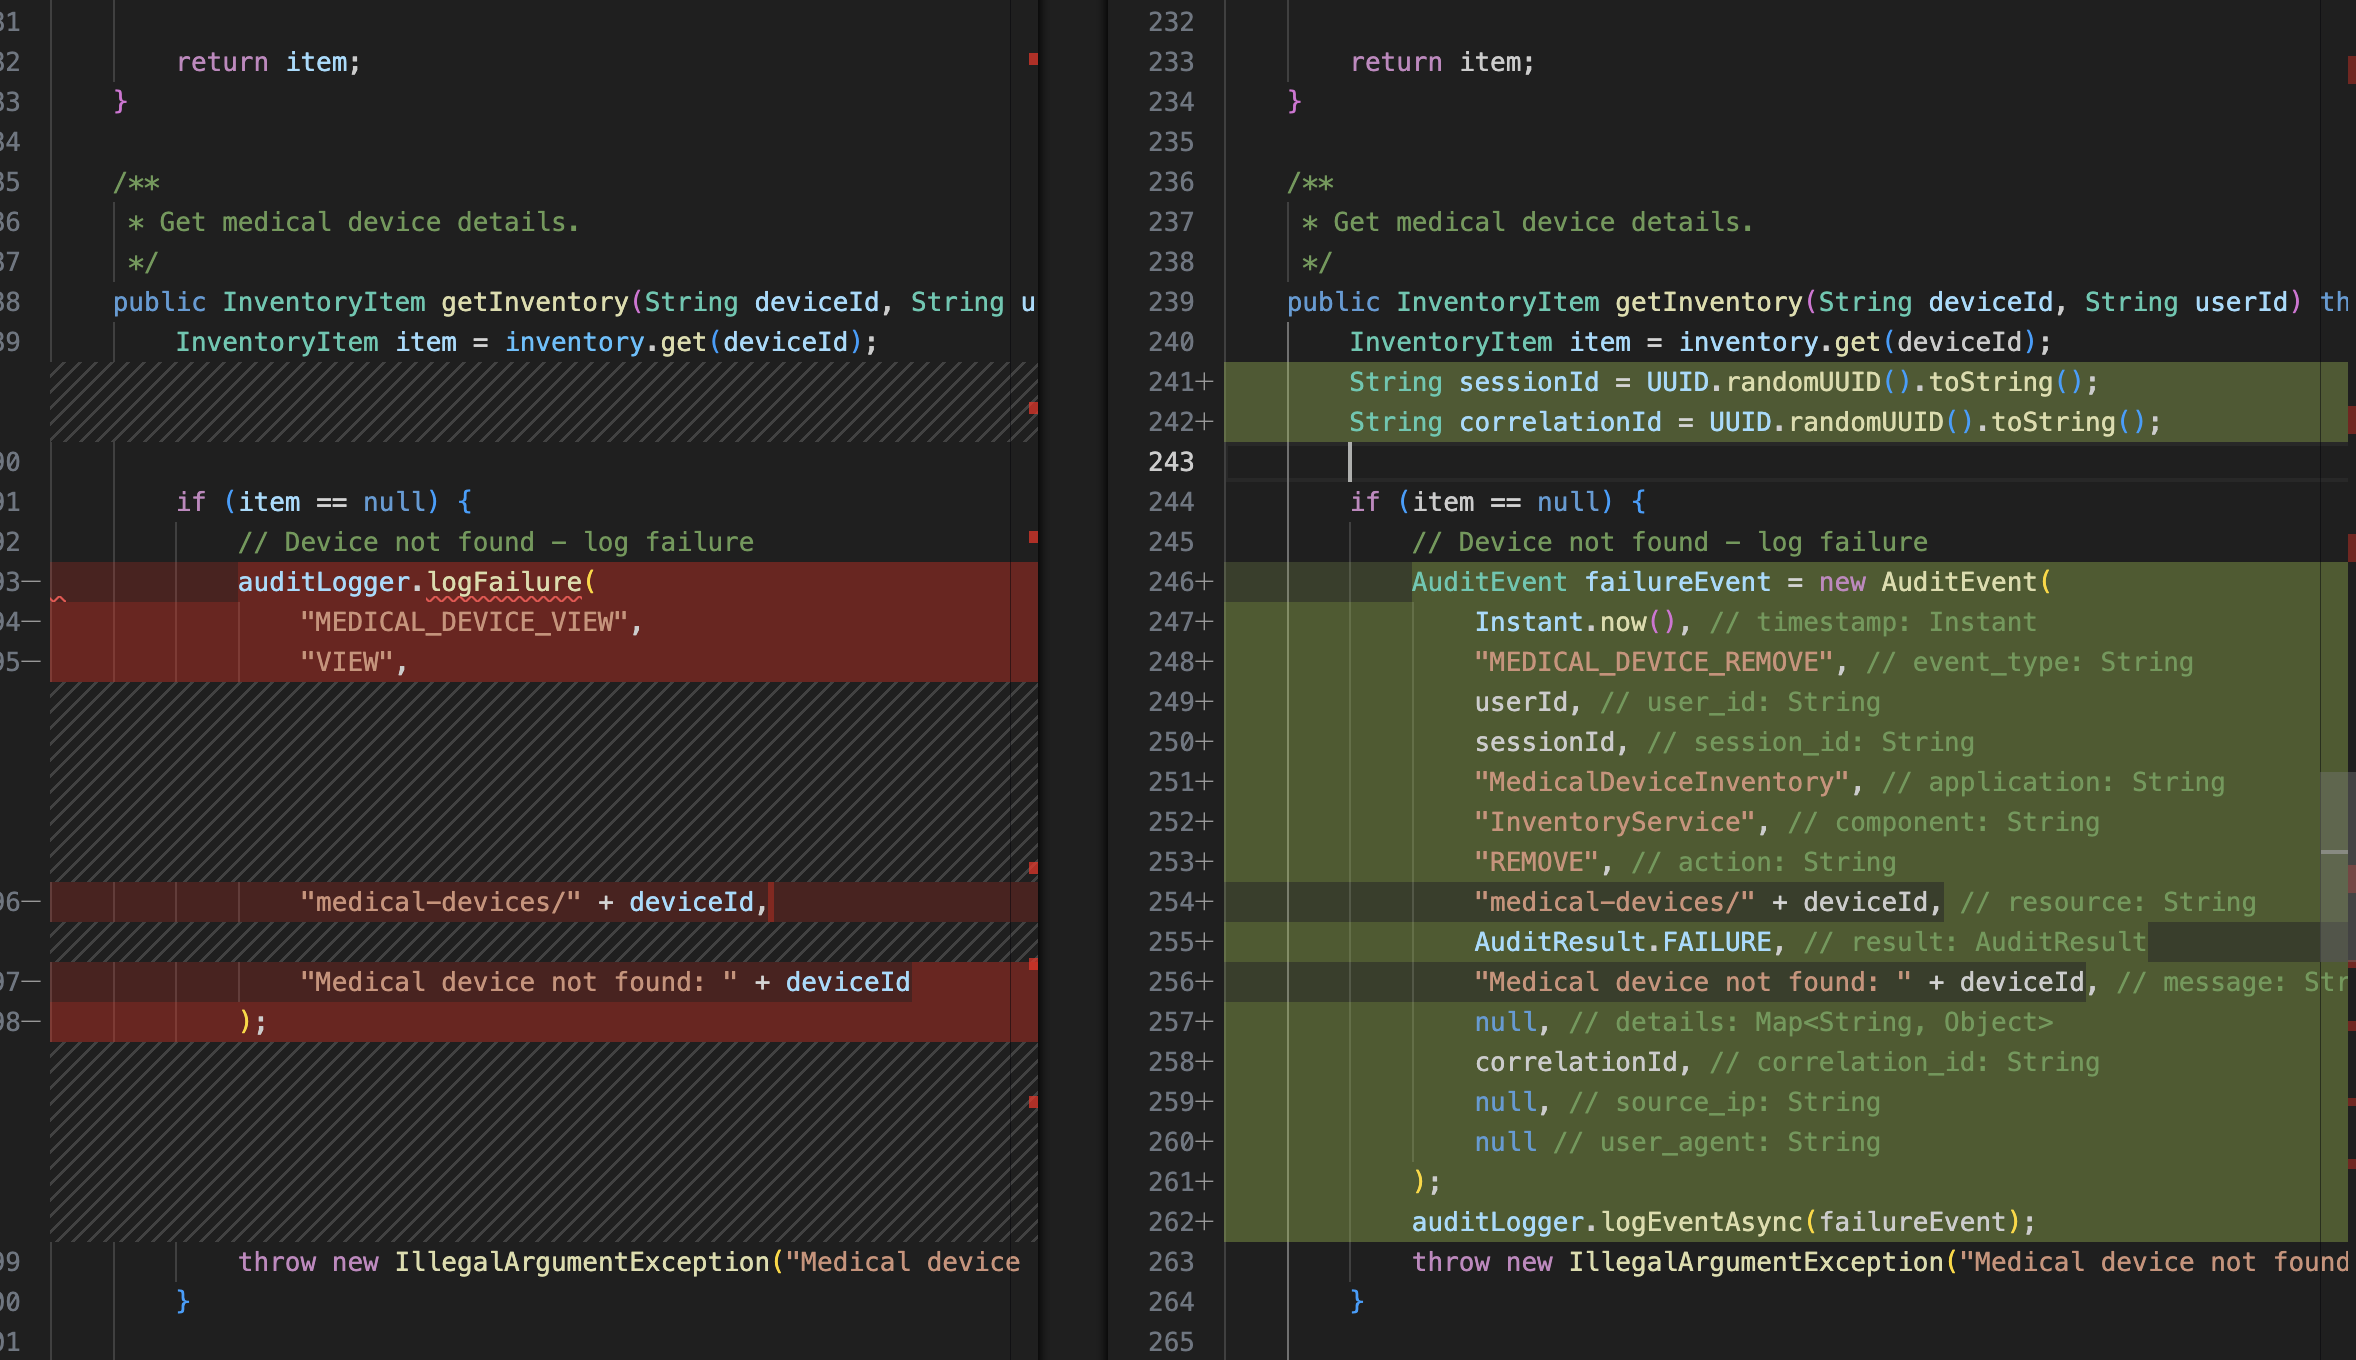 31
32 return item;
33 }
34
35 /**
36 * Get medical device details.
37 */
38 public InventoryItem getInventory(String deviceId, String u
39 InventoryItem item = inventory.get(deviceId);
90
91 if (item == null) {
92 // Device not found – log failure
93— auditLogger.logFailure(
94— "MEDICAL_DEVICE_VIEW",
95— "VIEW",
96— "medical-devices/" + deviceId,
97— "Medical device not found: " + deviceId
98— );
99 throw new IllegalArgumentException("Medical device
00 }
01
232
233 return item;
234 }
235
236 /**
237 * Get medical device details.
238 */
239 public InventoryItem getInventory(String deviceId, String userId) th
240 InventoryItem item = inventory.get(deviceId);
241+ String sessionId = UUID.randomUUID().toString();
242+ String correlationId = UUID.randomUUID().toString();
243
244 if (item == null) {
245 // Device not found – log failure
246+ AuditEvent failureEvent = new AuditEvent(
247+ Instant.now(), // timestamp: Instant
248+ "MEDICAL_DEVICE_REMOVE", // event_type: String
249+ userId, // user_id: String
250+ sessionId, // session_id: String
251+ "MedicalDeviceInventory", // application: String
252+ "InventoryService", // component: String
253+ "REMOVE", // action: String
254+ "medical-devices/" + deviceId, // resource: String
255+ AuditResult.FAILURE, // result: AuditResult
256+ "Medical device not found: " + deviceId, // message: Str
257+ null, // details: Map<String, Object>
258+ correlationId, // correlation_id: String
259+ null, // source_ip: String
260+ null // user_agent: String
261+ );
262+ auditLogger.logEventAsync(failureEvent);
263 throw new IllegalArgumentException("Medical device not found
264 }
265